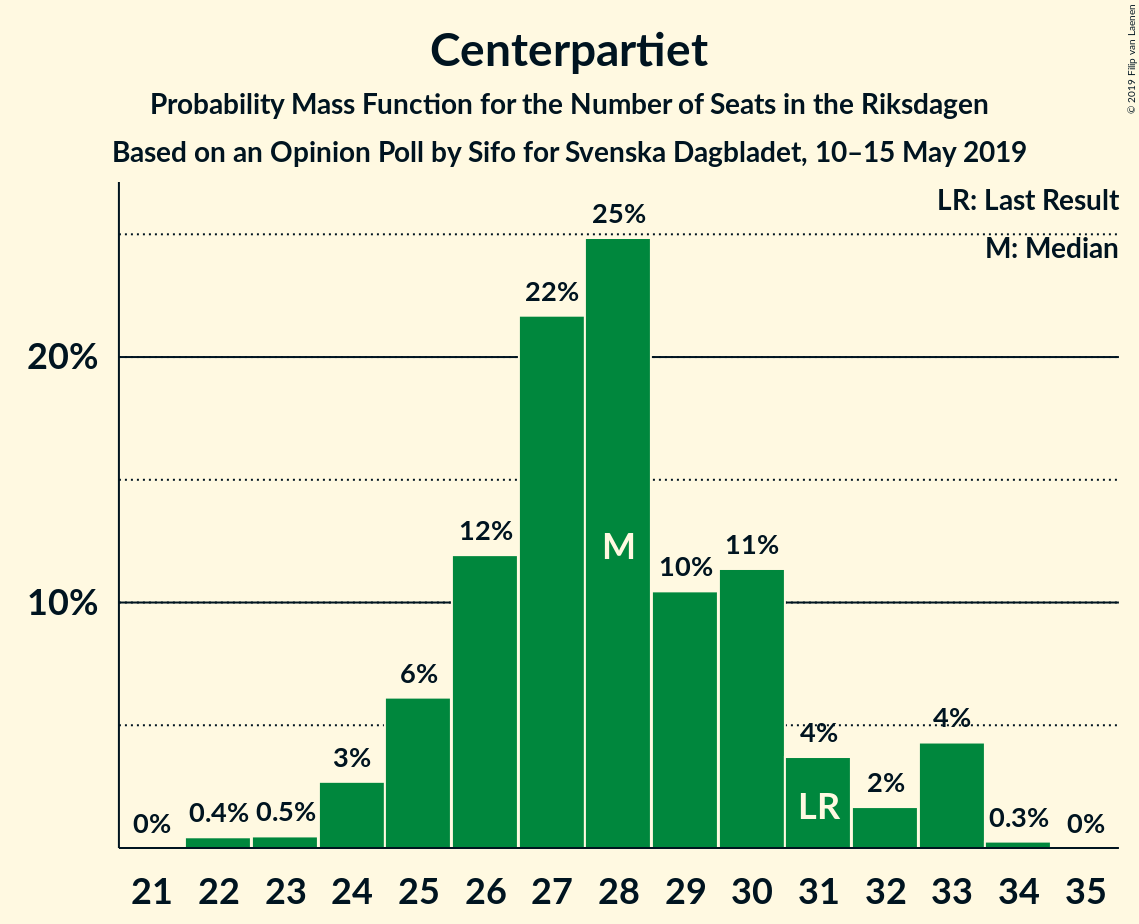 Centerpartiet
Probability Mass Function for the Number of Seats in the Riksdagen
Based on an Opinion Poll by Sifo for Svenska Dagbladet, 10–15 May 2019
© 2019 Filip van Laenen
LR: Last Result
M: Median
20%
10%
0%
0.4%
0.5%
3%
6%
12%
22%
25%
10%
11%
4%
2%
4%
0.3%
0%
M
LR
21 22 23 24 25 26 27 28 29 30 31 32 33 34 35